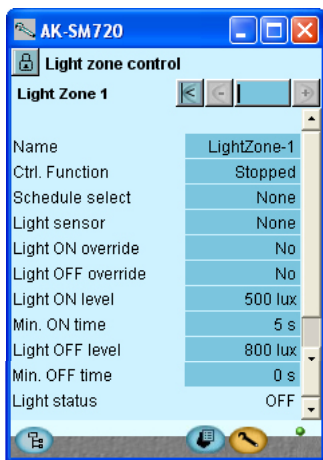 AK-SM720
Light zone control
Light Zone 1
Name LightZone-1
Ctrl. Function Stopped
Schedule select None
Light sensor None
Light ON override No
Light OFF override No
Light ON level 500 lux
Min. ON time 5 s
Light OFF level 800 lux
Min. OFF time 0 s
Light status OFF